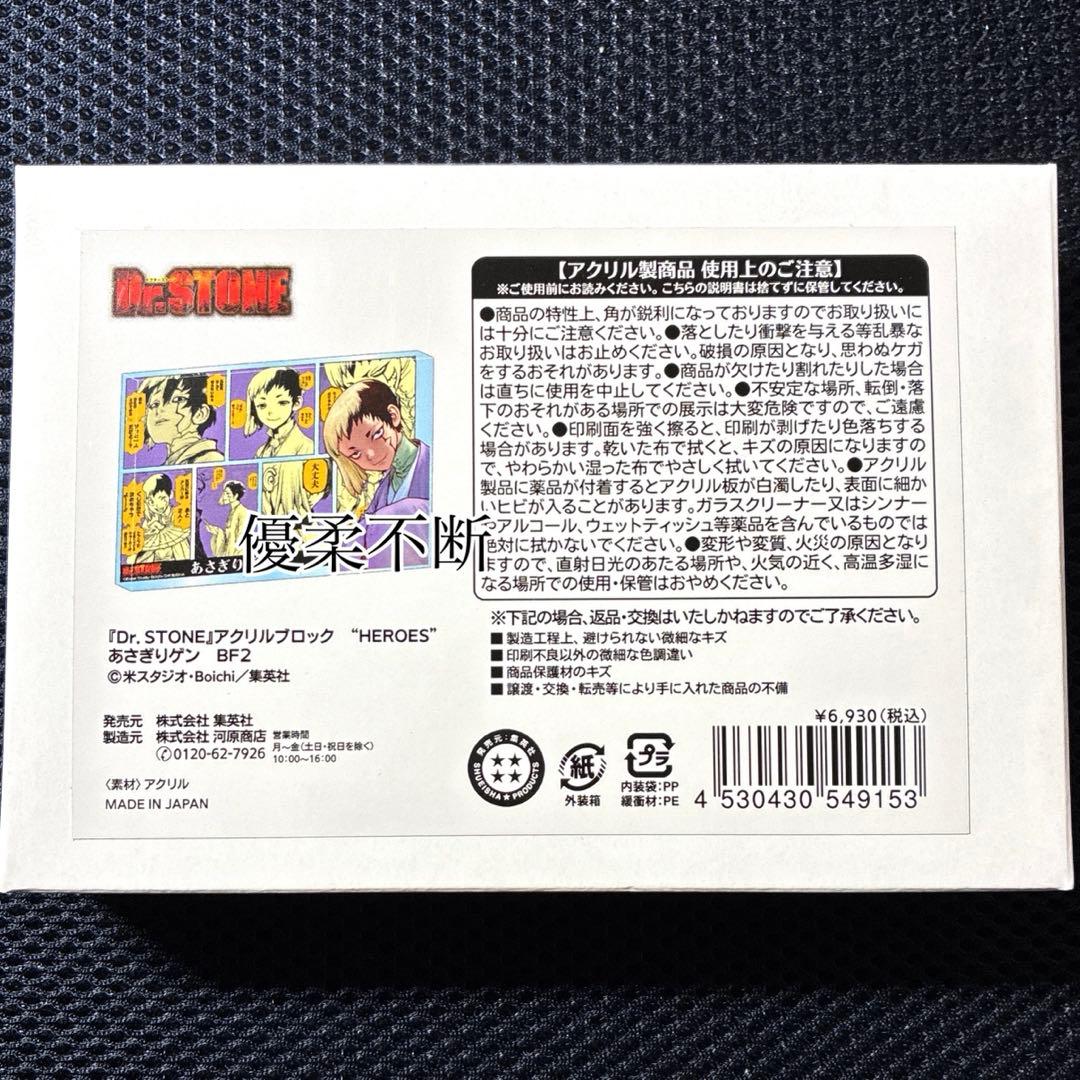 Dr.STONE
大丈夫
あさぎり
優柔不断
『Dr. STONE』アクリルブロック “HEROES”
あさぎりゲン BF2
©米スタジオ・Boichi／集英社
発売元 株式会社 集英社
製造元 株式会社 河原商店
0120-62-7926
営業時間
月～金(土日・祝日を除く)
10:00～16:00
〈素材〉アクリル
MADE IN JAPAN
【アクリル製商品 使用上のご注意】
※ご使用前にお読みください。こちらの説明書は捨てずに保管してください。
●商品の特性上、角が鋭利になっておりますのでお取り扱いに
は十分にご注意ください。●落としたり衝撃を与える等乱暴な
お取り扱いはお止めください。破損の原因となり、思わぬケガ
をするおそれがあります。●商品が欠けたり割れたりした場合
は直ちに使用を中止してください。●不安定な場所、転倒・落
下のおそれがある場所での展示は大変危険ですので、ご遠慮
ください。●印刷面を強く擦ると、印刷が剥げたり色落ちする
場合があります。乾いた布で拭くと、キズの原因になりますの
で、やわらかい湿った布でやさしく拭いてください。●アクリル
製品に薬品が付着するとアクリル板が白濁したり、表面に細か
いヒビが入ることがあります。ガラスクリーナー又はシンナー
やアルコール、ウェットティッシュ等薬品を含んでいるものでは
絶対に拭かないでください。●変形や変質、火災の原因となり
ますので、直射日光のあたる場所や、火気の近く、高温多湿に
なる場所での使用・保管はおやめください。
※下記の場合、返品・交換はいたしかねますのでご了承ください。
■ 製造工程上、避けられない微細なキズ
■ 印刷不良以外の微細な色調違い
■ 商品保護材のキズ
■ 譲渡・交換・転売等により手に入れた商品の不備
¥6,930(税込)
発売元：集英社
SHUEISHA★PRODUCTS
紙
外装箱
プラ
内装袋：PP
緩衝材：PE
4 530430 549153